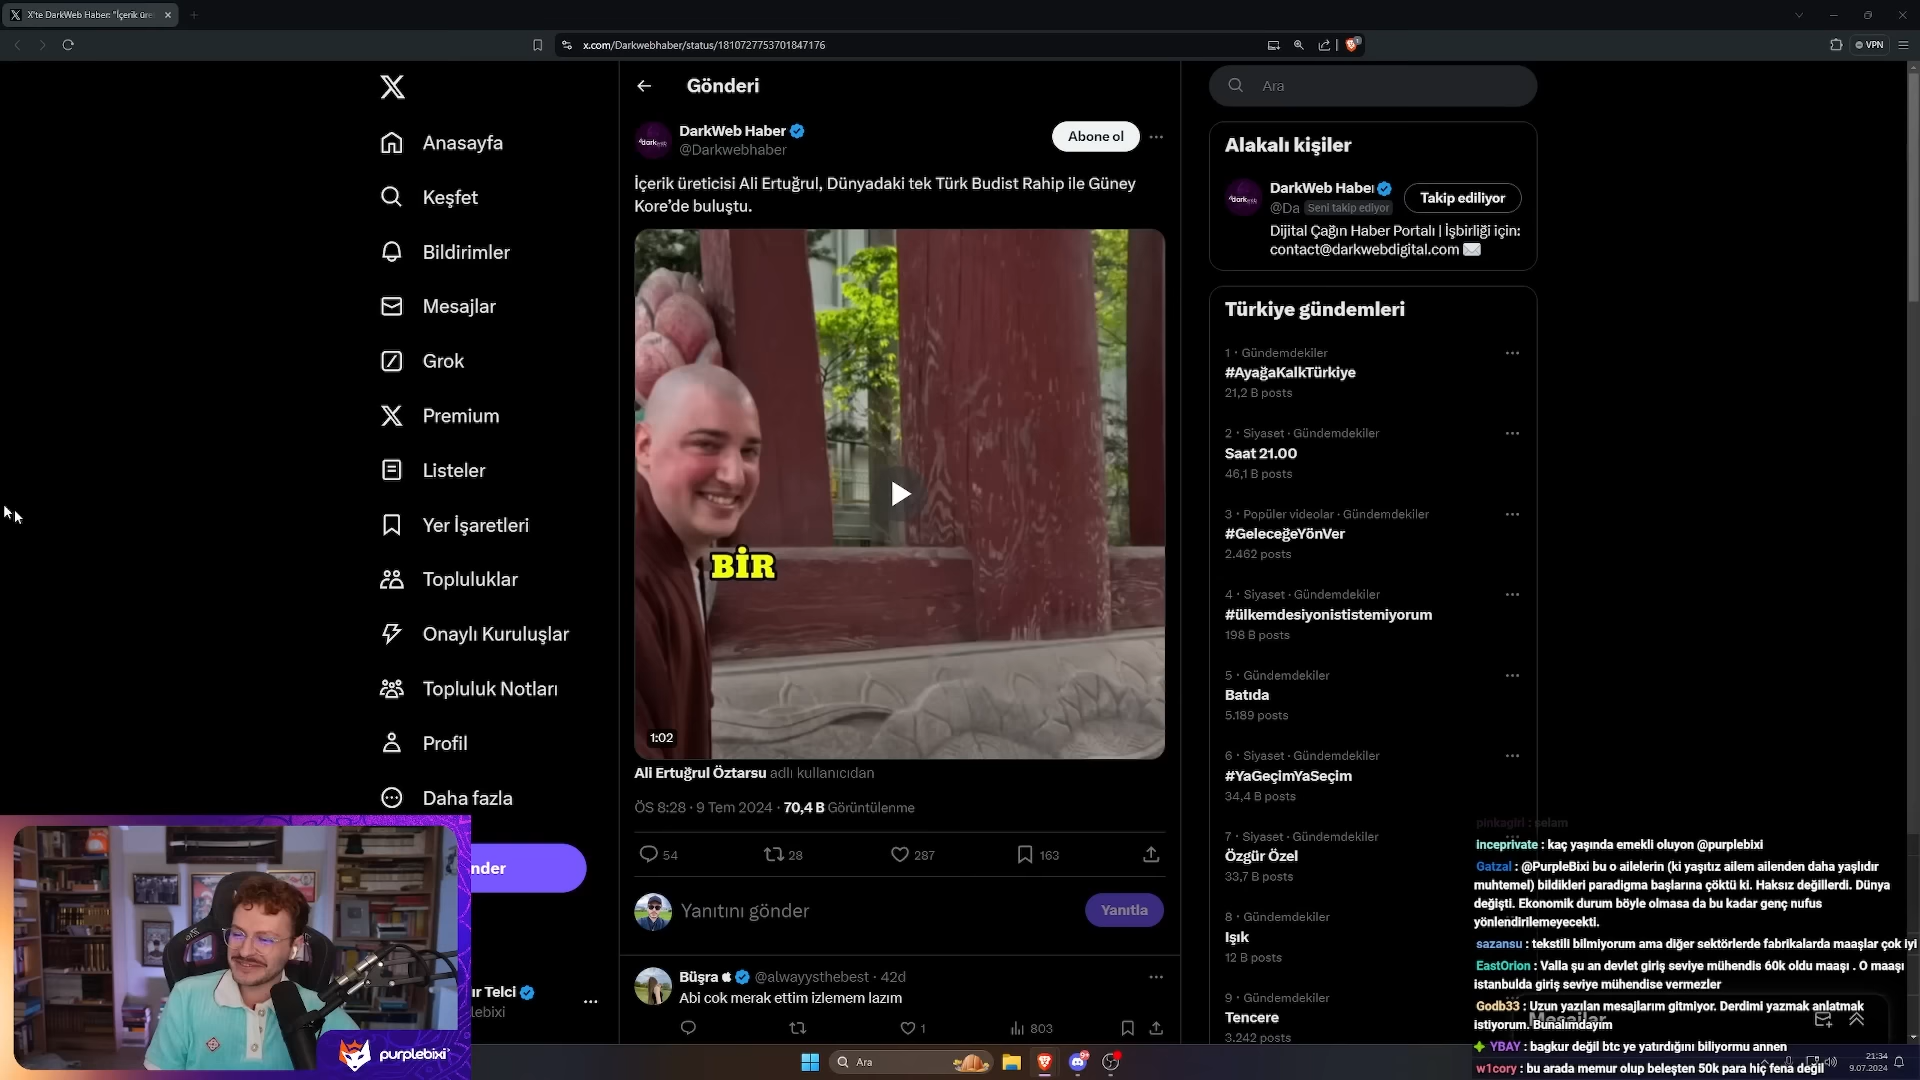 X'te DarkWeb Haber: "İçerik üre
x.com/Darkwebhaber/status/1810727753701847176
VPN
Anasayfa
Keşfet
Bildirimler
Mesajlar
Grok
Premium
Listeler
Yer İşaretleri
Topluluklar
Onaylı Kuruluşlar
Topluluk Notları
Profil
Daha fazla
nder
ur Telci
lebixi
Gönderi
DarkWeb Haber
@Darkwebhaber
Abone ol
İçerik üreticisi Ali Ertuğrul, Dünyadaki tek Türk Budist Rahip ile Güney
Kore'de buluştu.
BİR
1:02
Ali Ertuğrul Öztarsu adlı kullanıcıdan
ÖS 8:28 · 9 Tem 2024 · 70,4 B Görüntülenme
54
28
287
163
Yanıtını gönder
Yanıtla
Büşra @alwayysthebest · 42d
Abi cok merak ettim izlemem lazım
1
803
Ara
Alakalı kişiler
DarkWeb Habeı
@Da Seni takip ediyor
Takip ediliyor
Dijital Çağın Haber Portalı | İşbirliği için:
contact@darkwebdigital.com
Türkiye gündemleri
1 · Gündemdekiler
#AyağaKalkTürkiye
21,2 B posts
2 · Siyaset · Gündemdekiler
Saat 21.00
46,1 B posts
3 · Popüler videolar · Gündemdekiler
#GeleceğeYönVer
2.462 posts
4 · Siyaset · Gündemdekiler
#ülkemdesiyonististemiyorum
198 B posts
5 · Gündemdekiler
Batıda
5.189 posts
6 · Siyaset · Gündemdekiler
#YaGeçimYaSeçim
34,4 B posts
7 · Siyaset · Gündemdekiler
Özgür Özel
33,7 B posts
8 · Gündemdekiler
Işık
12 B posts
9 · Gündemdekiler
Tencere
3.242 posts
Mesajlar
pinkagirl : selam
inceprivate : kaç yaşında emekli oluyon @purplebixi
Gatzal : @PurpleBixi bu o ailelerin (ki yaşıtız ailem ailenden daha yaşlıdır
muhtemel) bildikleri paradigma başlarına çöktü ki. Haksız değillerdi. Dünya
değişti. Ekonomik durum böyle olmasa da bu kadar genç nufus
yönlendirilemeyecekti.
sazansu : tekstili bilmiyorum ama diğer sektörlerde fabrikalarda maaşlar çok iyi
EastOrion : Valla şu an devlet giriş seviye mühendis 60k oldu maaşı . O maaşı
istanbulda giriş seviye mühendise vermezler
Godb33 : Uzun yazılan mesajlarım gitmiyor. Derdimi yazmak anlatmak
istiyorum. Bunalımdayım
YBAY : bagkur değil btc ye yatırdığını biliyormu annen
w1cory : bu arada memur olup beleşten 50k para hiç fena değil
purplebixi
Ara
21:34
9.07.2024